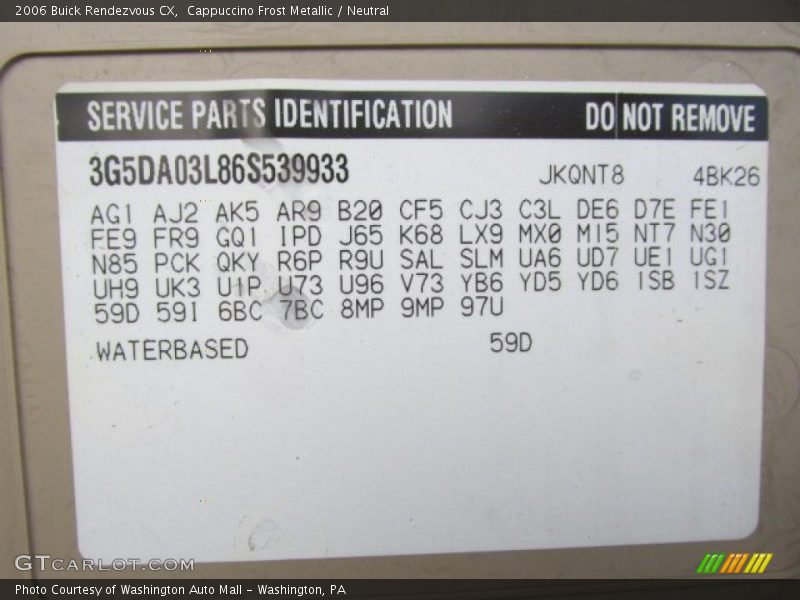 2006 Buick Rendezvous CX, Cappuccino Frost Metallic / Neutral
SERVICE PARTS IDENTIFICATION DO NOT REMOVE
3G5DA03L86S539933 JKQNT8 4BK26
AG1 AJ2 AK5 AR9 B20 CF5 CJ3 C3L DE6 D7E FE1
FE9 FR9 GQ1 IPD J65 K68 LX9 MX0 M15 NT7 N30
N85 PCK QKY R6P R9U SAL SLM UA6 UD7 UE1 UG1
UH9 UK3 U1P U73 U96 V73 YB6 YD5 YD6 1SB 1SZ
59D 59I 6BC 7BC 8MP 9MP 97U
WATERBASED 59D
GTCARLOT.COM
Photo Courtesy of Washington Auto Mall - Washington, PA